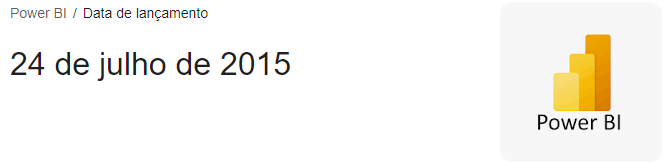 Power BI / Data de lançamento
24 de julho de 2015
Power BI